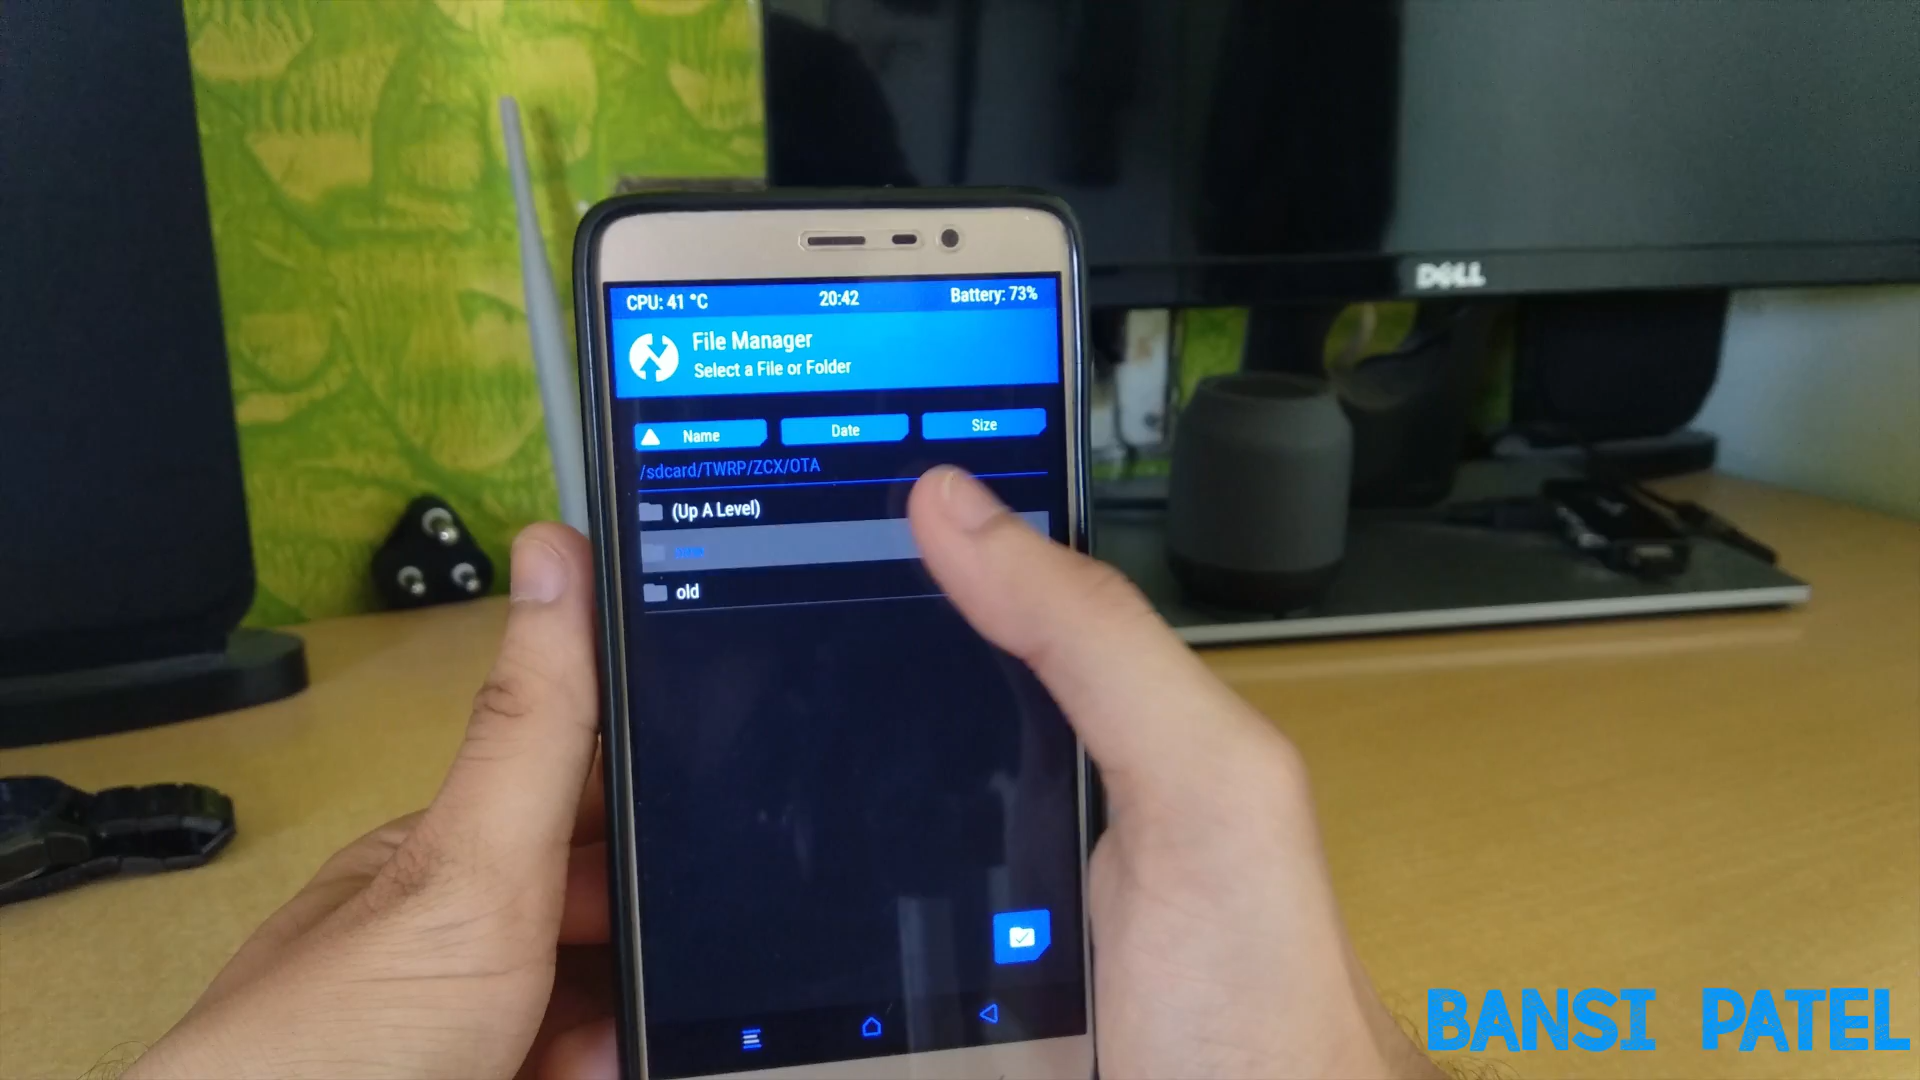 CPU: 41 °C 20:42 Battery: 73%
File Manager
Select a File or Folder
Name Date Size
/sdcard/TWRP/ZCX/OTA
(Up A Level)
old
DELL
BANSI PATEL